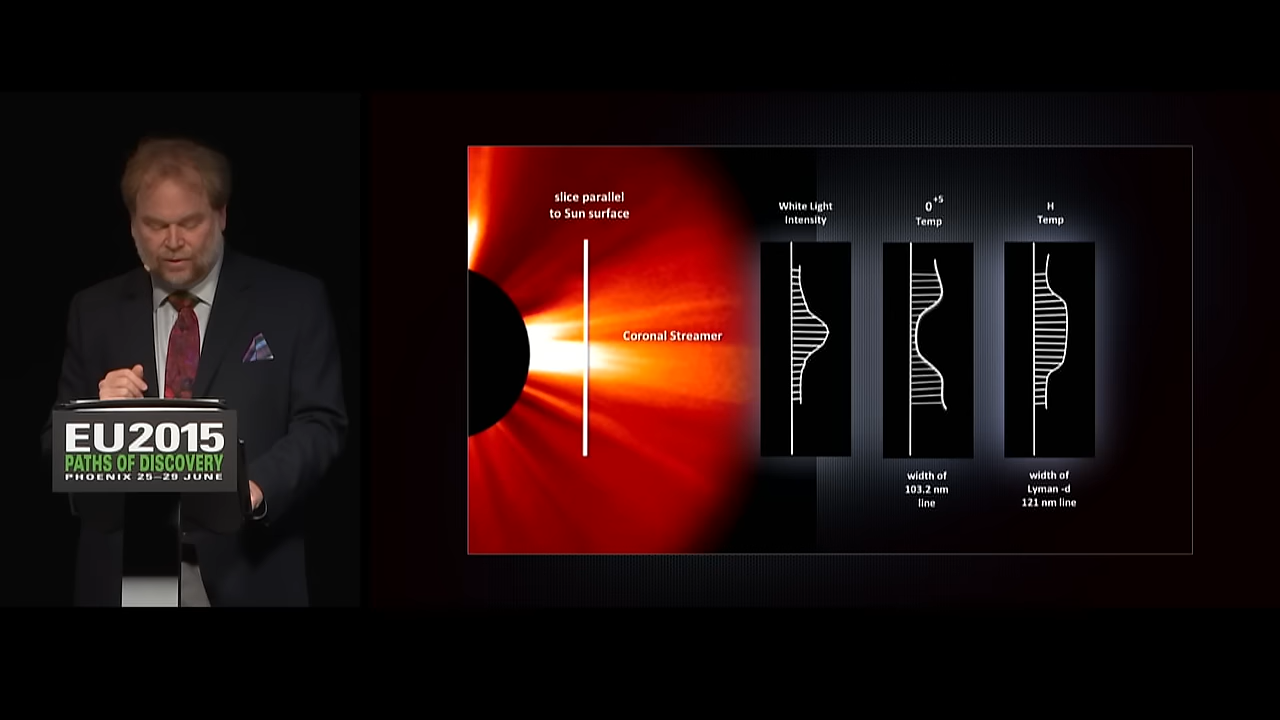 EU2015
PATHS OF DISCOVERY
PHOENIX 25–29 JUNE
slice parallel
to Sun surface
Coronal Streamer
White Light
Intensity
O+5
Temp
H
Temp
width of
103.2 nm
line
width of
Lyman -d
121 nm line